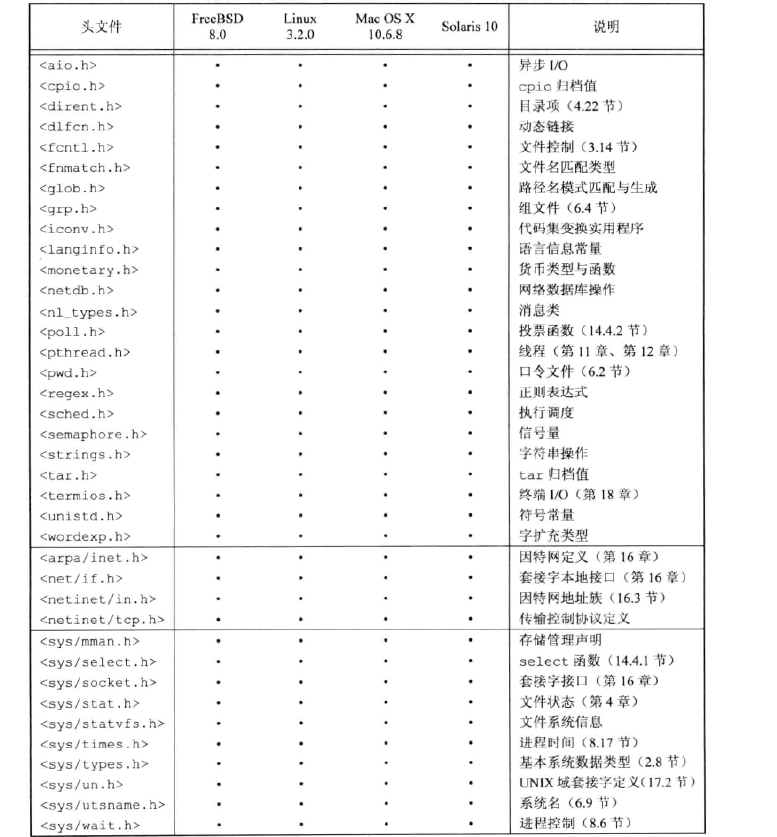 头文件 FreeBSD 8.0 Linux 3.2.0 Mac OS X 10.6.8 Solaris 10 说明
<aio.h> • • • • 异步 I/O
<cpio.h> • • • • cpio 归档值
<dirent.h> • • • • 目录项（4.22 节）
<dlfcn.h> • • • • 动态链接
<fcntl.h> • • • • 文件控制（3.14 节）
<fnmatch.h> • • • • 文件名匹配类型
<glob.h> • • • • 路径名模式匹配与生成
<grp.h> • • • • 组文件（6.4 节）
<iconv.h> • • • • 代码集变换实用程序
<langinfo.h> • • • • 语言信息常量
<monetary.h> • • • • 货币类型与函数
<netdb.h> • • • • 网络数据库操作
<nl_types.h> • • • • 消息类
<poll.h> • • • • 投票函数（14.4.2 节）
<pthread.h> • • • • 线程（第 11 章、第 12 章）
<pwd.h> • • • • 口令文件（6.2 节）
<regex.h> • • • • 正则表达式
<sched.h> • • • • 执行调度
<semaphore.h> • • • • 信号量
<strings.h> • • • • 字符串操作
<tar.h> • • • • tar 归档值
<termios.h> • • • • 终端 I/O（第 18 章）
<unistd.h> • • • • 符号常量
<wordexp.h> • • • • 字扩充类型
<arpa/inet.h> • • • • 因特网定义（第 16 章）
<net/if.h> • • • • 套接字本地接口（第 16 章）
<netinet/in.h> • • • • 因特网地址族（16.3 节）
<netinet/tcp.h> • • • • 传输控制协议定义
<sys/mman.h> • • • • 存储管理声明
<sys/select.h> • • • • select 函数（14.4.1 节）
<sys/socket.h> • • • • 套接字接口（第 16 章）
<sys/stat.h> • • • • 文件状态（第 4 章）
<sys/statvfs.h> • • • • 文件系统信息
<sys/times.h> • • • • 进程时间（8.17 节）
<sys/types.h> • • • • 基本系统数据类型（2.8 节）
<sys/un.h> • • • • UNIX 域套接字定义（17.2 节）
<sys/utsname.h> • • • • 系统名（6.9 节）
<sys/wait.h> • • • • 进程控制（8.6 节）